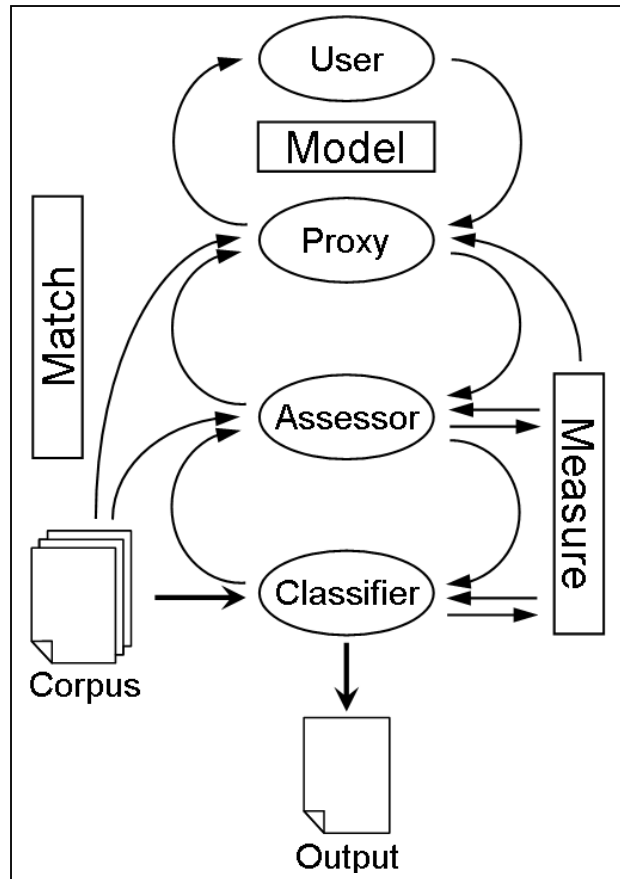 User
Model
Proxy
Match
Assessor
Measure
Classifier
Corpus
Output